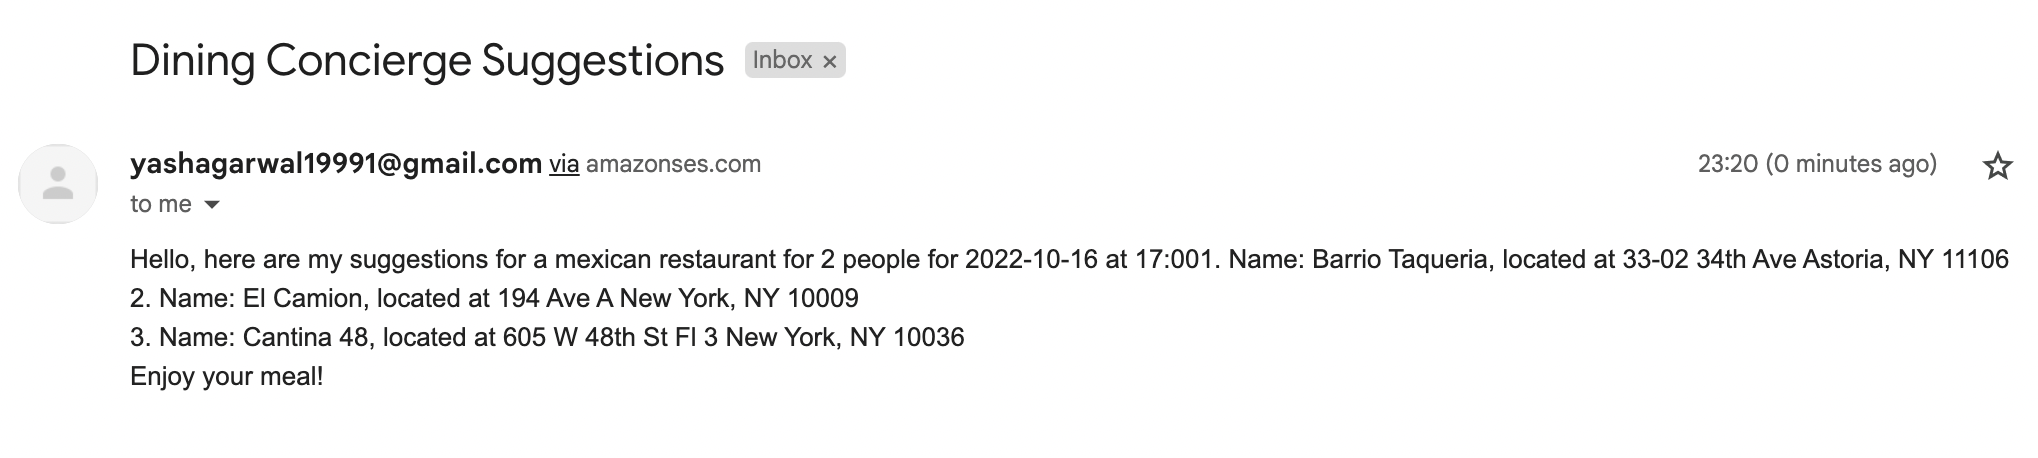 Dining Concierge Suggestions Inbox ×
yashagarwal19991@gmail.com via amazonses.com 23:20 (0 minutes ago)
to me
Hello, here are my suggestions for a mexican restaurant for 2 people for 2022-10-16 at 17:001. Name: Barrio Taqueria, located at 33-02 34th Ave Astoria, NY 11106
2. Name: El Camion, located at 194 Ave A New York, NY 10009
3. Name: Cantina 48, located at 605 W 48th St Fl 3 New York, NY 10036
Enjoy your meal!